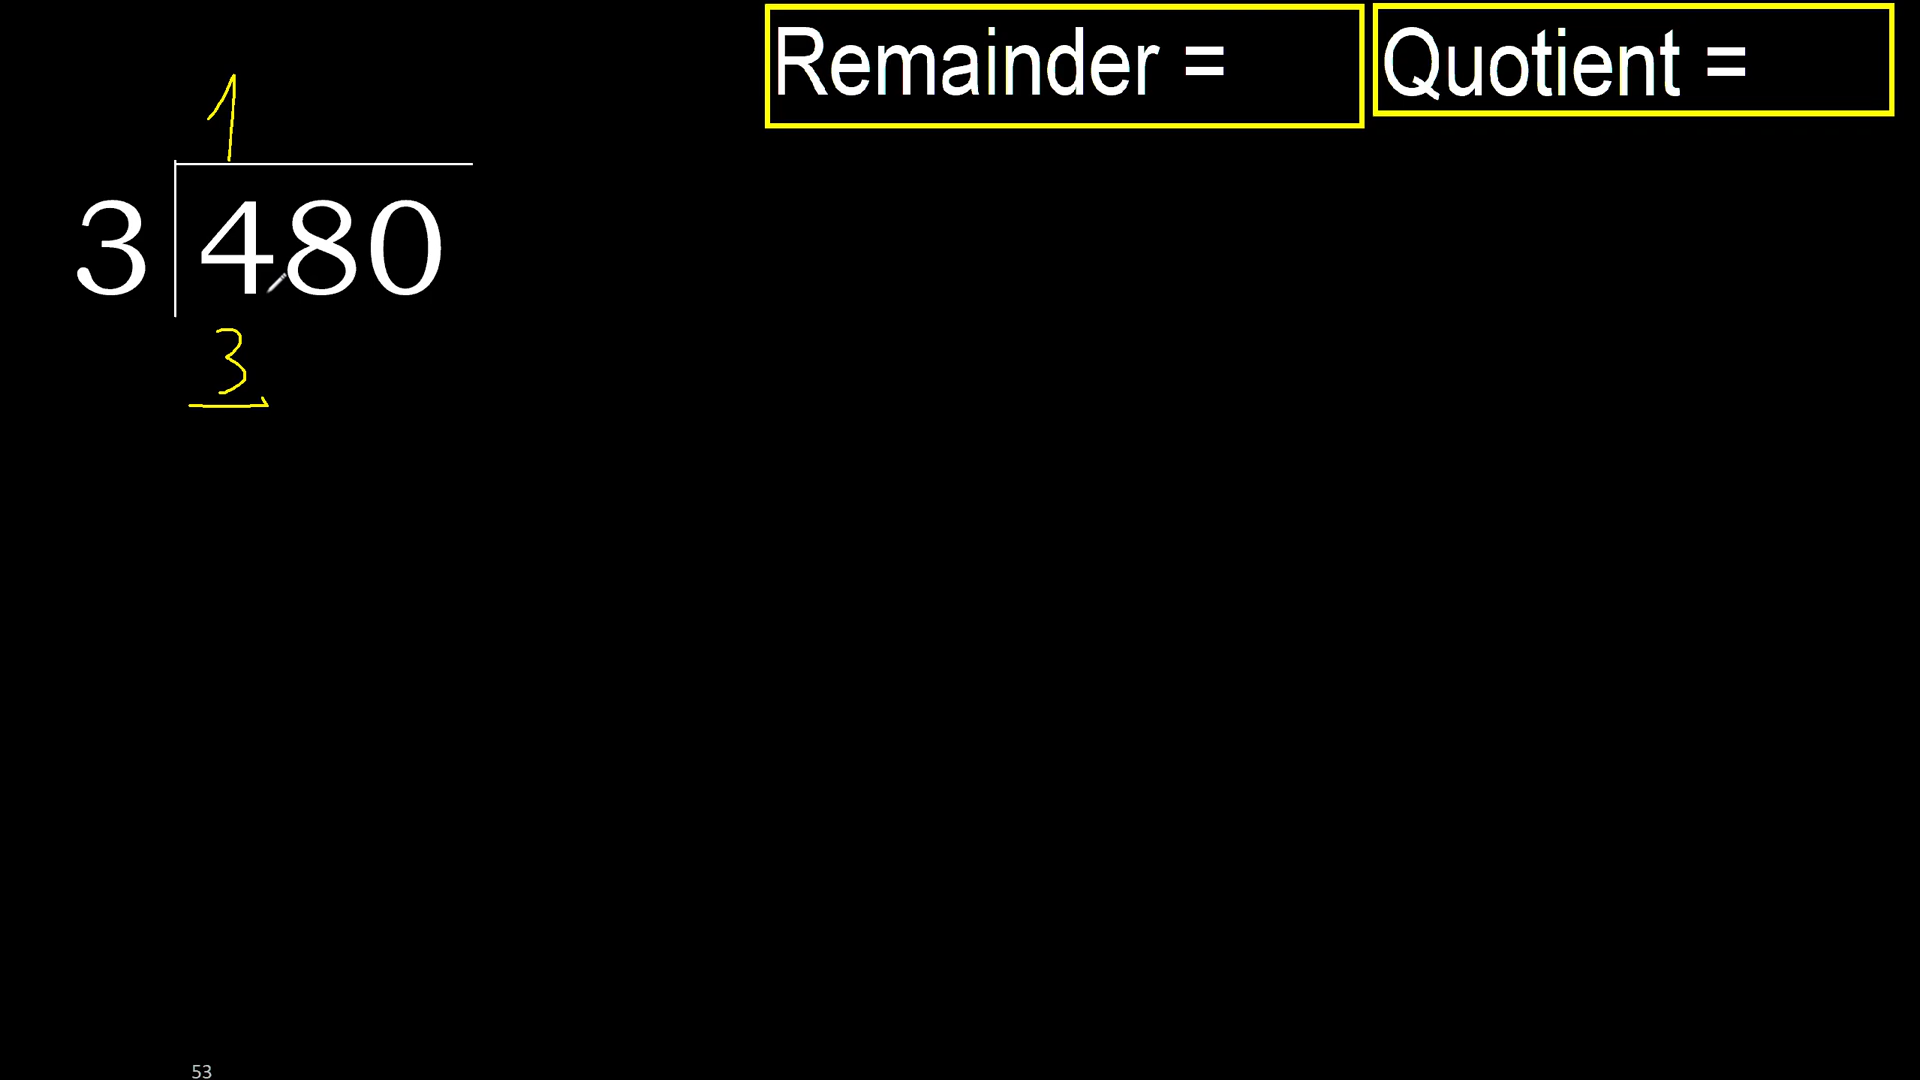 Remainder = Quotient =
1
3 480
3
53